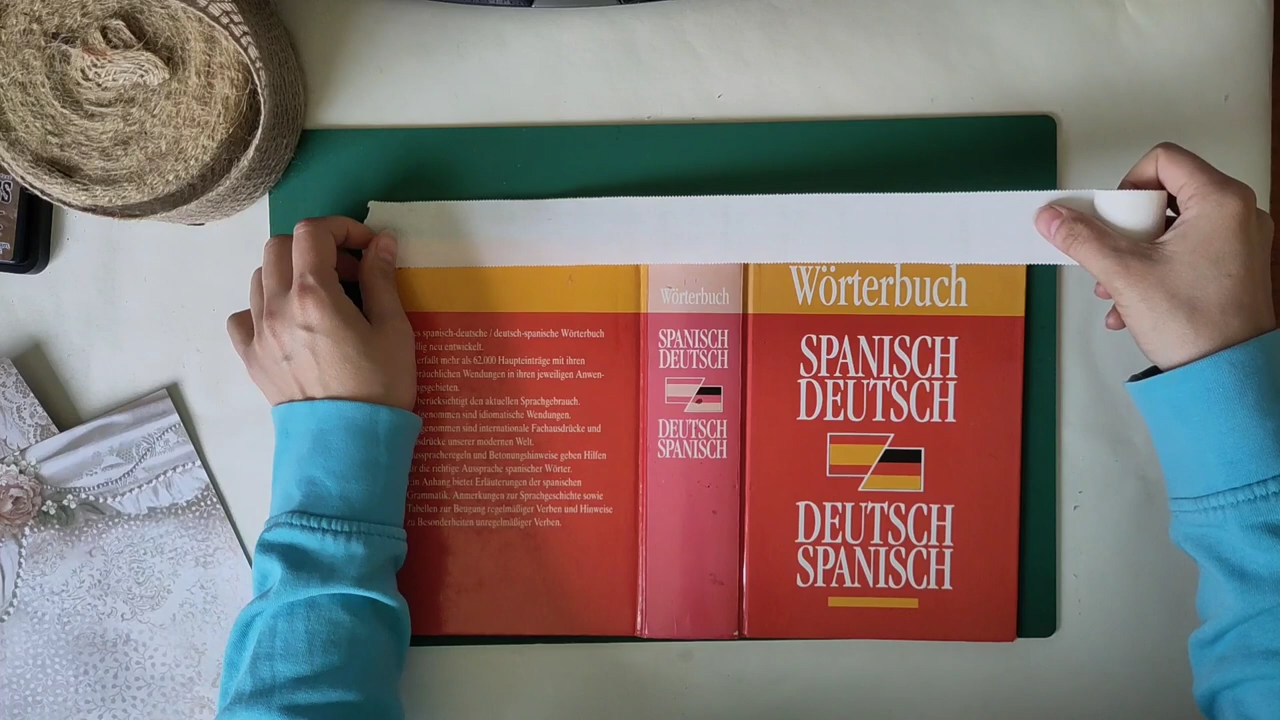 spanisch-deutsche / deutsch-spanische Wörterbuch
neu entwickelt.
mehr als 62.000 Haupteinträge mit ihren
Wendungen in ihren jeweiligen Anwen-
berücksichtigt den aktuellen Sprachgebrauch.
sind idiomatische Wendungen.
sind internationale Fachausdrücke und
unserer modernen Welt.
und Betonungshinweise geben Hilfen
die richtige Aussprache spanischer Wörter.
Anhang bietet Erläuterungen der spanischen
Grammatik. Anmerkungen zur Sprachgeschichte sowie
Tabellen zur Beugung regelmäßiger Verben und Hinweise
zu Besonderheiten unregelmäßiger Verben.
Wörterbuch
SPANISCH
DEUTSCH
DEUTSCH
SPANISCH
Wörterbuch
SPANISCH
DEUTSCH
DEUTSCH
SPANISCH